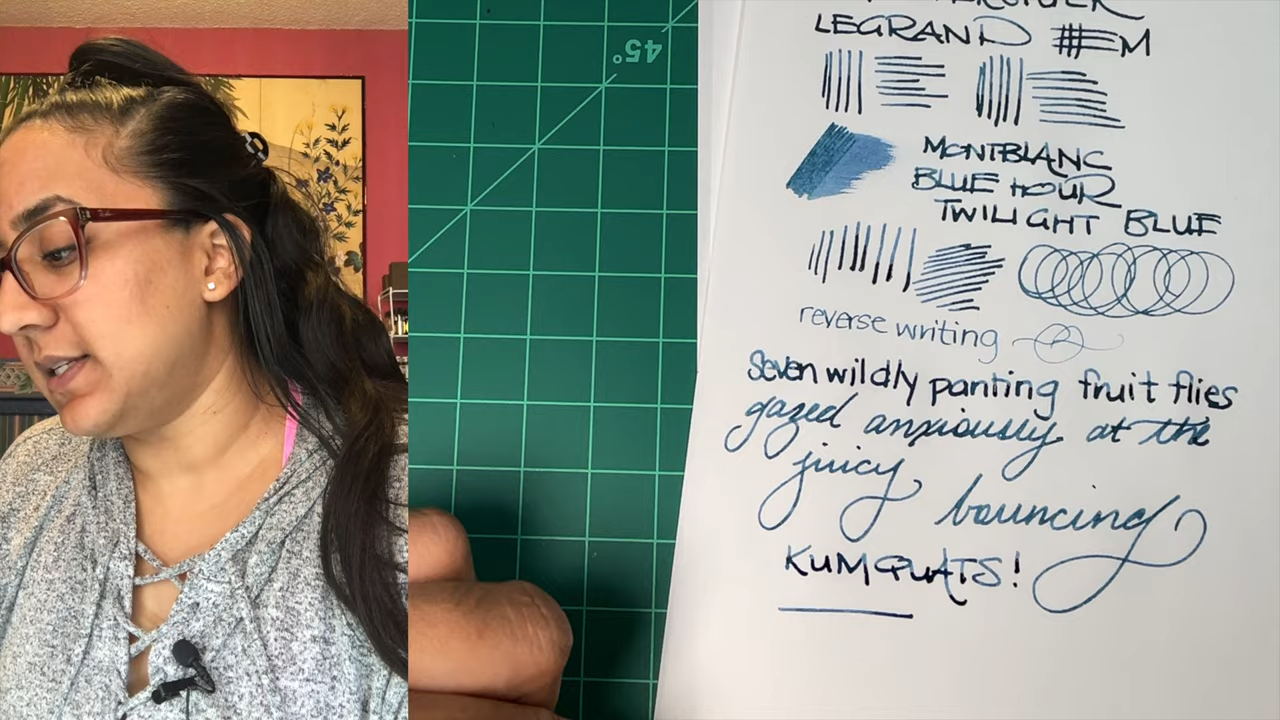 45°
LEGRAND EM
MONTBLANC
BLUE HOUR
TWILIGHT BLUE
reverse writing
Seven wildly panting fruit flies
gazed anxiously at the
juicy bouncing
KUMQUATS!